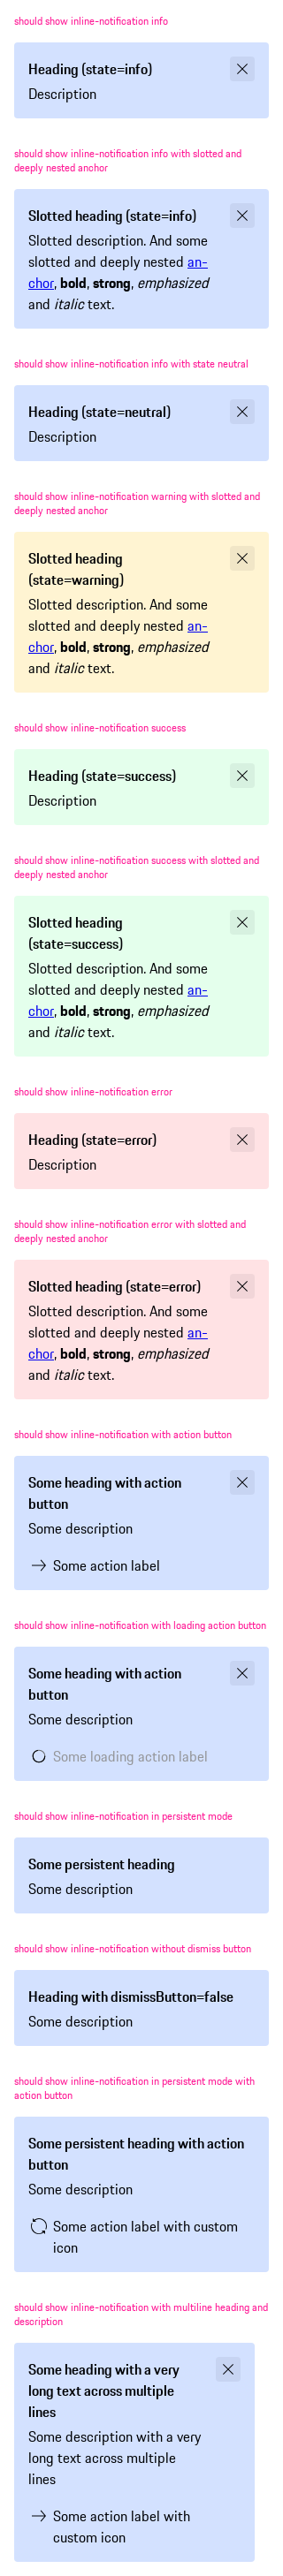 should show inline-notification info
Heading (state=info)
Description
should show inline-notification info with slotted and
deeply nested anchor
Slotted heading (state=info)
Slotted description. And some
slotted and deeply nested an-
chor, bold, strong, emphasized
and italic text.
should show inline-notification info with state neutral
Heading (state=neutral)
Description
should show inline-notification warning with slotted and
deeply nested anchor
Slotted heading
(state=warning)
Slotted description. And some
slotted and deeply nested an-
chor, bold, strong, emphasized
and italic text.
should show inline-notification success
Heading (state=success)
Description
should show inline-notification success with slotted and
deeply nested anchor
Slotted heading
(state=success)
Slotted description. And some
slotted and deeply nested an-
chor, bold, strong, emphasized
and italic text.
should show inline-notification error
Heading (state=error)
Description
should show inline-notification error with slotted and
deeply nested anchor
Slotted heading (state=error)
Slotted description. And some
slotted and deeply nested an-
chor, bold, strong, emphasized
and italic text.
should show inline-notification with action button
Some heading with action
button
Some description
Some action label
should show inline-notification with loading action button
Some heading with action
button
Some description
Some loading action label
should show inline-notification in persistent mode
Some persistent heading
Some description
should show inline-notification without dismiss button
Heading with dismissButton=false
Some description
should show inline-notification in persistent mode with
action button
Some persistent heading with action
button
Some description
Some action label with custom
icon
should show inline-notification with multiline heading and
description
Some heading with a very
long text across multiple
lines
Some description with a very
long text across multiple
lines
Some action label with
custom icon